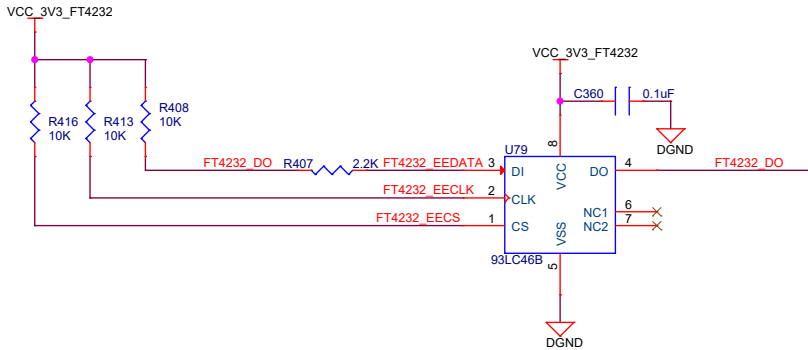 VCC_3V3_FT4232
VCC_3V3_FT4232
C360 0.1uF
R416 10K
R413 10K
R408 10K
DGND
U79
FT4232_DO R407 2.2K FT4232_EEDATA 3 DI
8 VCC
DO 4 FT4232_DO
FT4232_EECLK 2 CLK
NC1 6
FT4232_EECS 1 CS
NC2 7
VSS 5
93LC46B
DGND